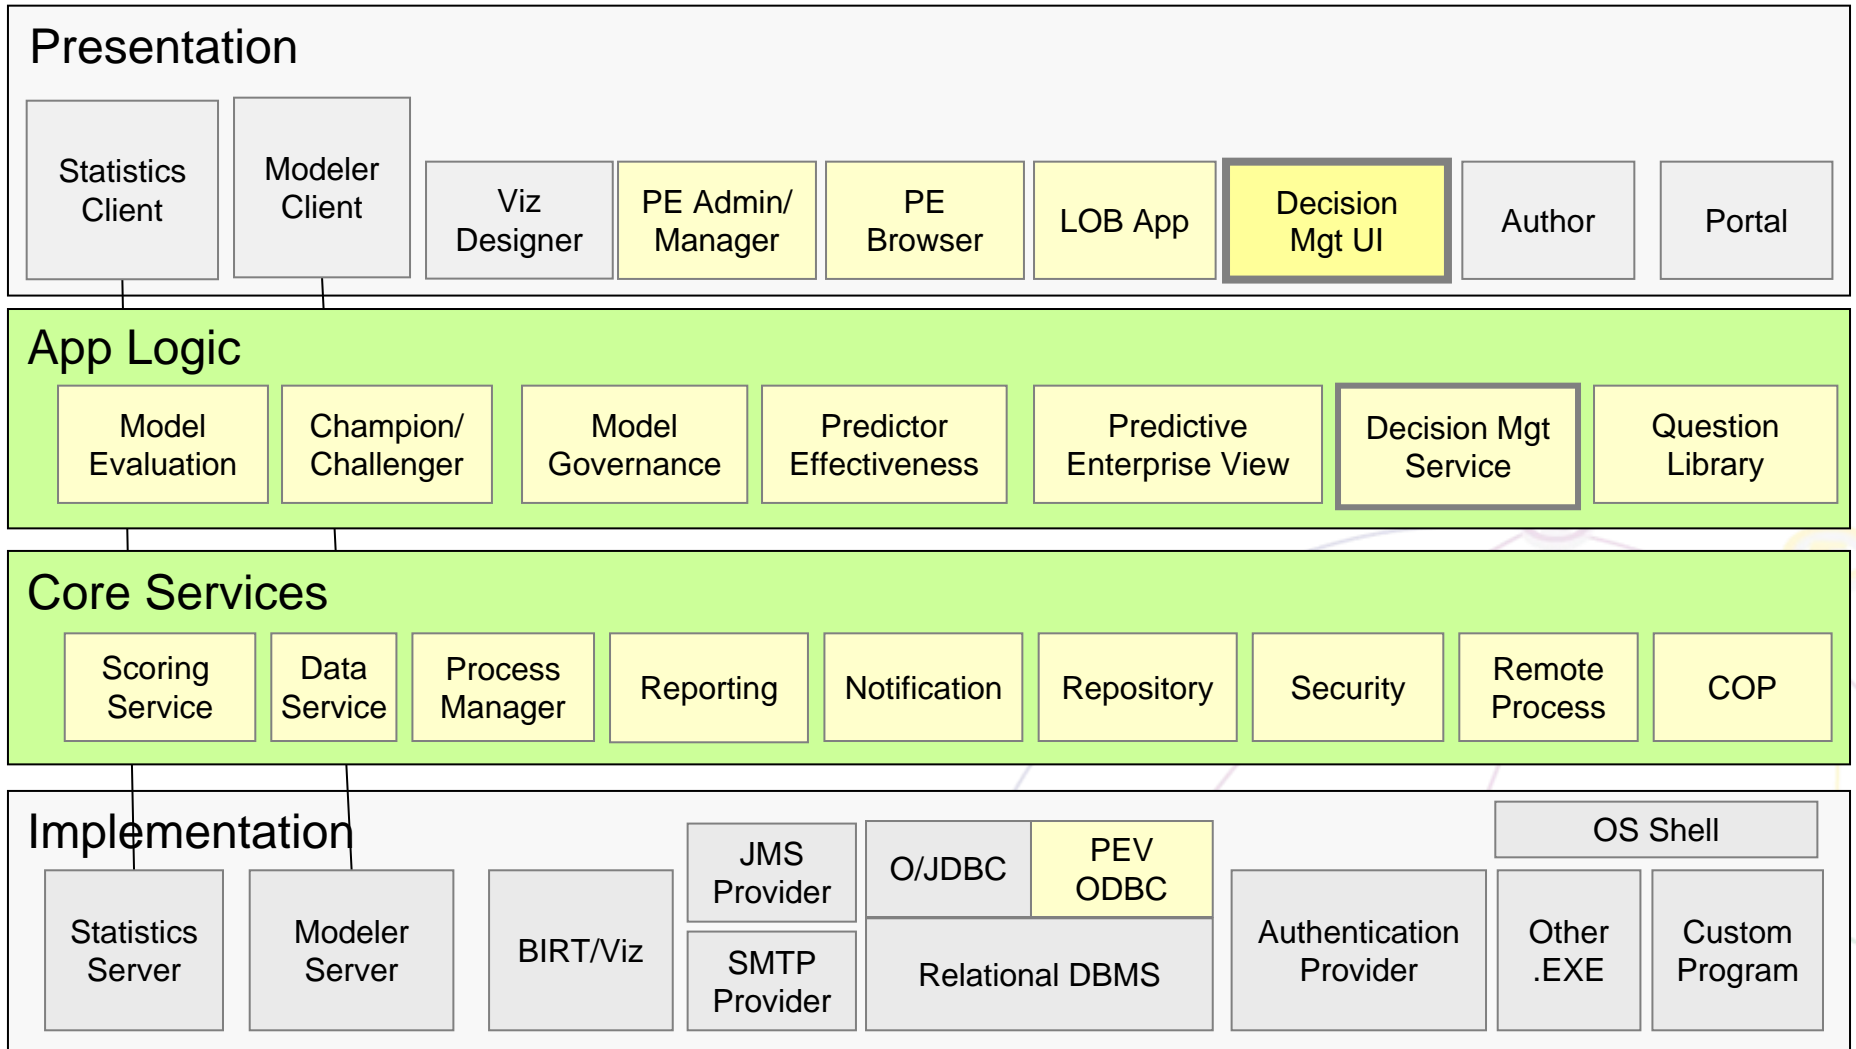 Presentation
Statistics
Client
Modeler
Client
Viz
Designer
PE Admin/
Manager
PE
Browser
LOB App
Decision
Mgt UI
Author
Portal
App Logic
Model
Evaluation
Champion/
Challenger
Model
Governance
Predictor
Effectiveness
Predictive
Enterprise View
Decision Mgt
Service
Question
Library
Core Services
Scoring
Service
Data
Service
Process
Manager
Reporting
Notification
Repository
Security
Remote
Process
COP
Implementation
Statistics
Server
Modeler
Server
BIRT/Viz
JMS
Provider
SMTP
Provider
O/JDBC
PEV
ODBC
Relational DBMS
Authentication
Provider
OS Shell
Other
.EXE
Custom
Program